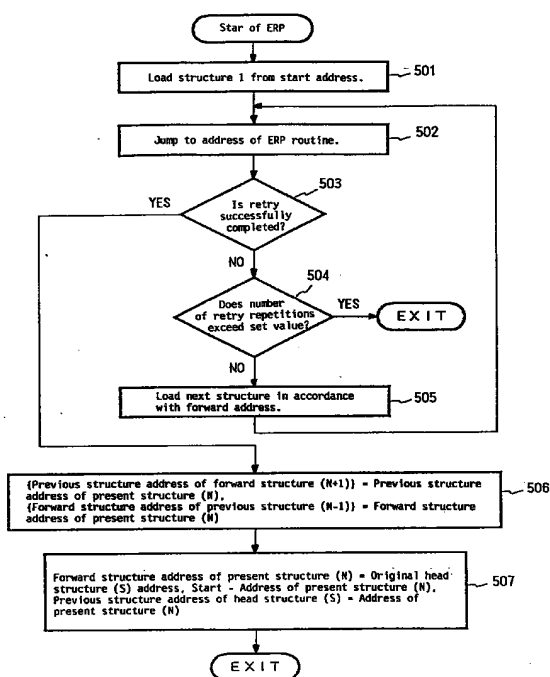 Star of ERP
Load structure 1 from start address.
501
Jump to address of ERP routine.
502
503
YES
Is retry
successfully
completed?
NO
504
Does number
of retry repetitions
exceed set value?
YES
EXIT
NO
Load next structure in accordance
with forward address.
505
{Previous structure address of forward structure (N+1)} = Previous structure
address of present structure (N),
{Forward structure address of previous structure (N-1)} = Forward structure
address of present structure (N)
506
Forward structure address of present structure (N) = Original head
structure (S) address, Start - Address of present structure (N),
Previous structure address of head structure (S) = Address of
present structure (N)
507
EXIT